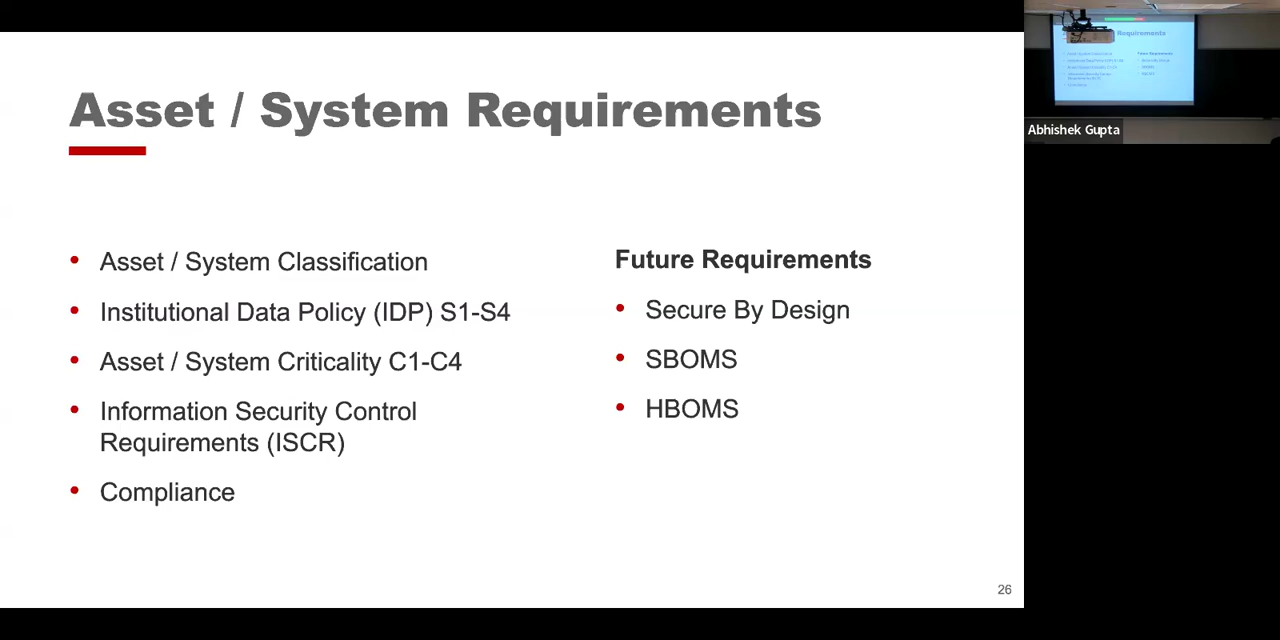 Asset / System Requirements
• Asset / System Classification
• Institutional Data Policy (IDP) S1-S4
• Asset / System Criticality C1-C4
• Information Security Control
Requirements (ISCR)
• Compliance
Future Requirements
• Secure By Design
• SBOMS
• HBOMS
26
Requirements
Abhishek Gupta